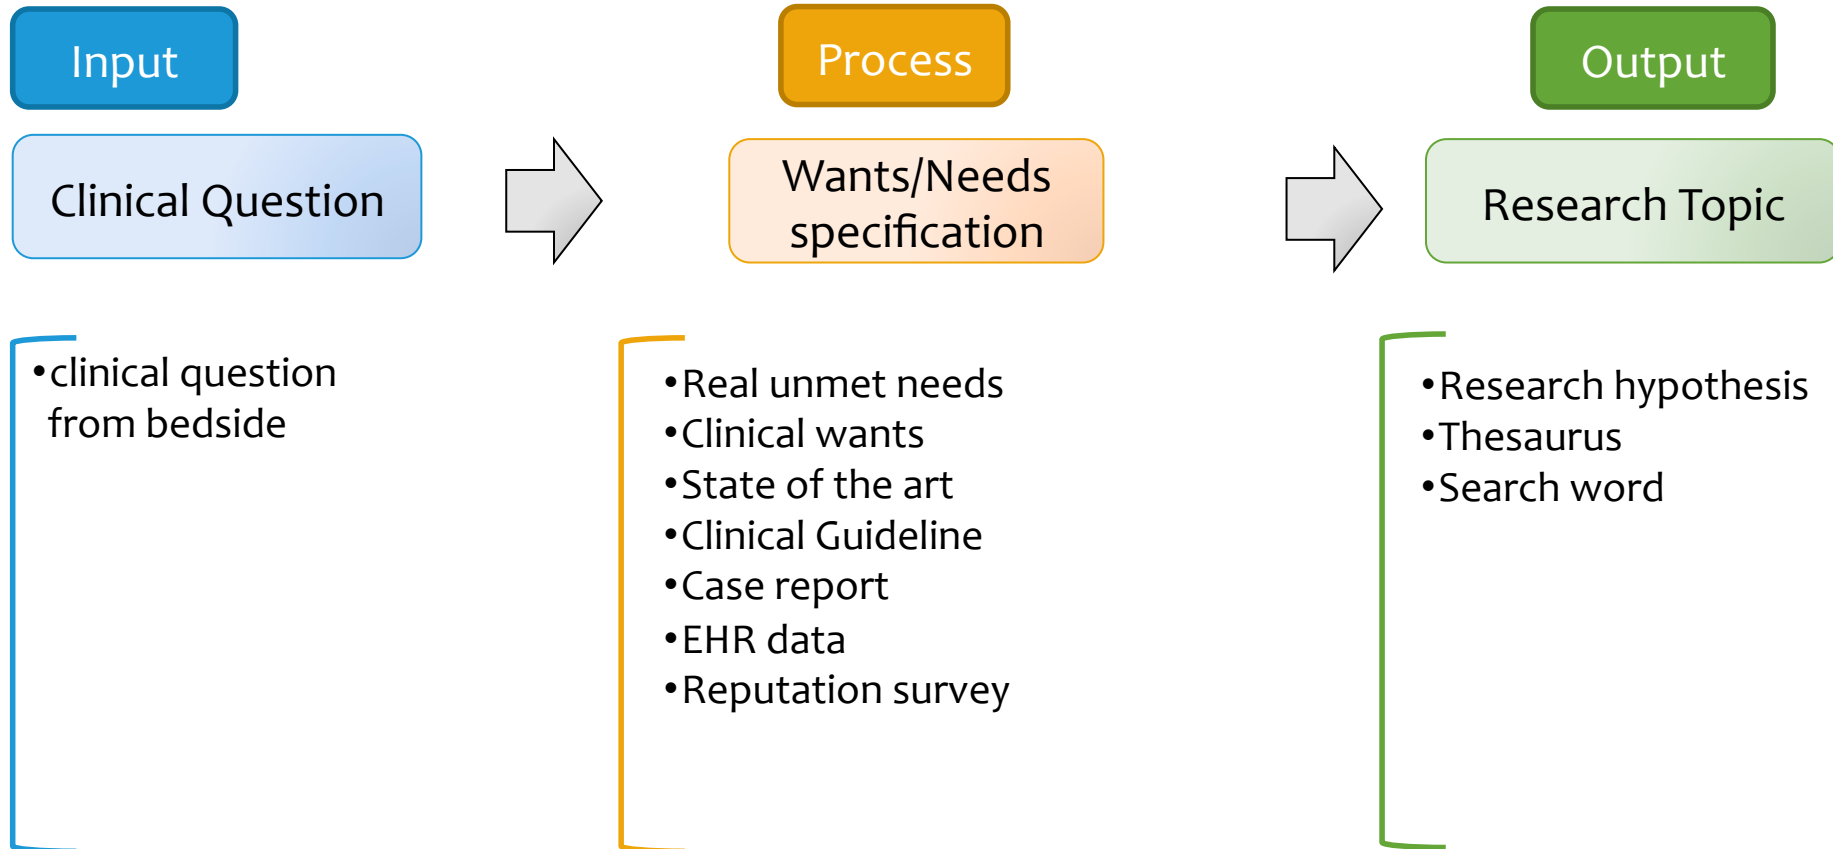 Input
Process
Output
Clinical Question
Wants/Needs
specification
Research Topic
•clinical question
from bedside
•Real unmet needs
•Clinical wants
•State of the art
•Clinical Guideline
•Case report
•EHR data
•Reputation survey
•Research hypothesis
•Thesaurus
•Search word